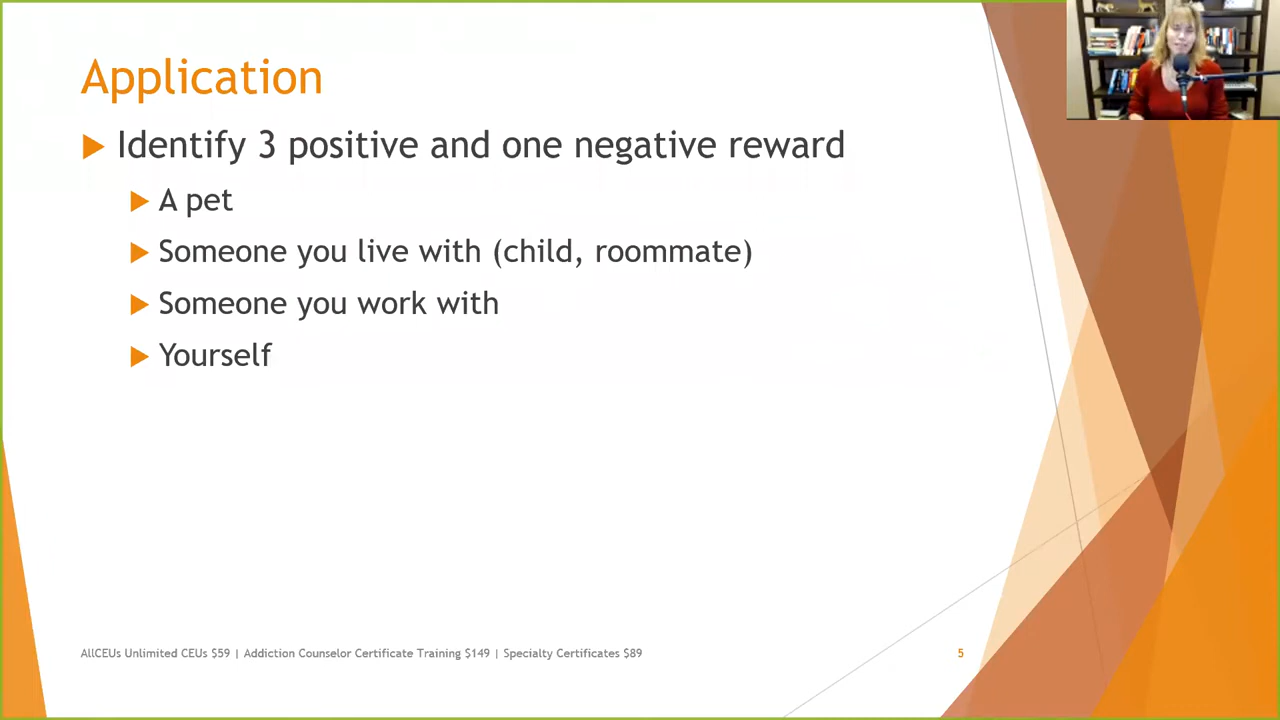 Application
Identify 3 positive and one negative reward
A pet
Someone you live with (child, roommate)
Someone you work with
Yourself
AllCEUs Unlimited CEUs $59 | Addiction Counselor Certificate Training $149 | Specialty Certificates $89
5